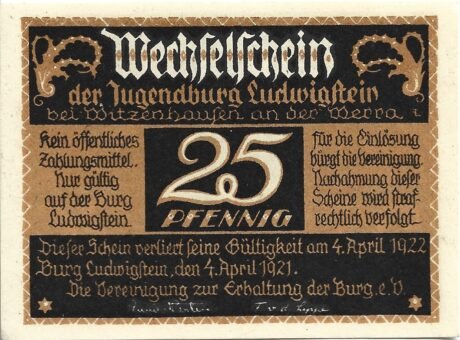 Wechselschein
der Jugendburg Ludwigstein
bei Witzenhausen an der Werra
Kein öffentliches
Zahlungsmittel.
Nur gültig
auf der Burg
Ludwigstein.
25
PFENNIG
für die Einlösung
bürgt die Vereinigung
Nachahmung dieser
Scheine wird straf-
rechtlich verfolgt.
Dieser Schein verliert seine Gültigkeit am 4. April 1922
Burg Ludwigstein, den 4. April 1921.
Die Vereinigung zur Erhaltung der Burg. e.V.